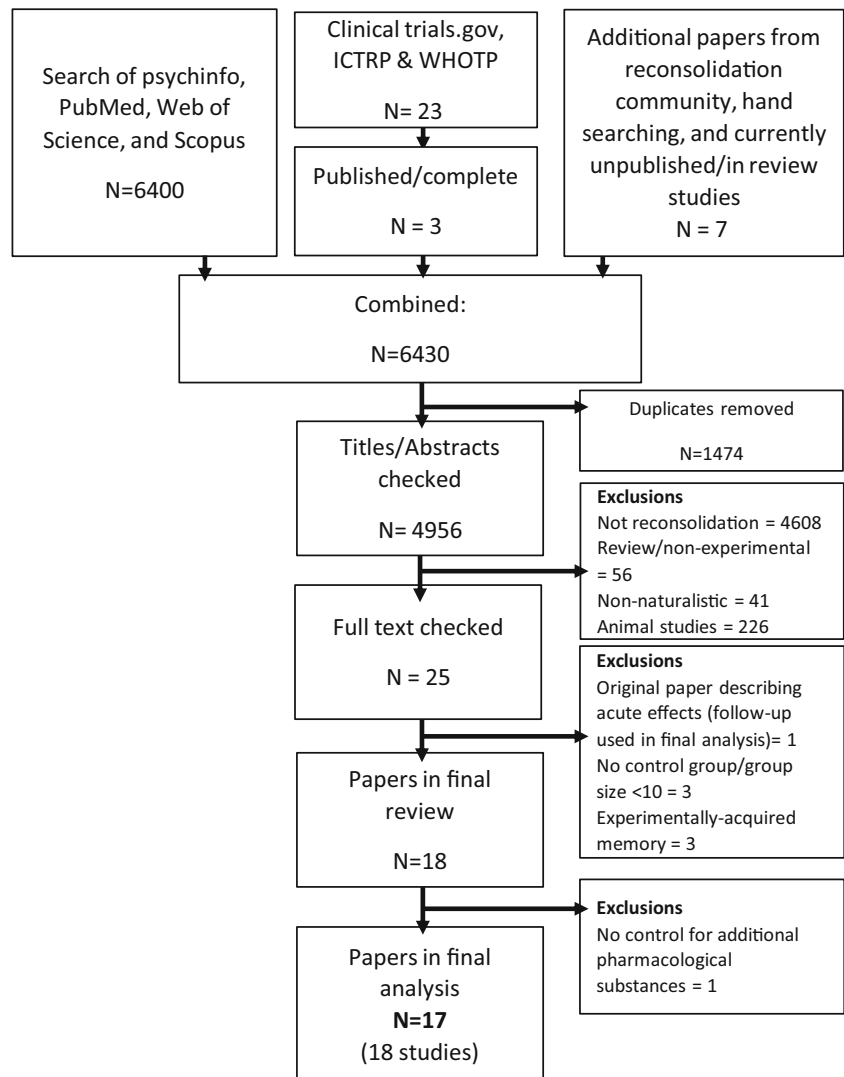 Search of psychinfo,
PubMed, Web of
Science, and Scopus
N=6400
Clinical trials.gov,
ICTRP & WHOTP
N= 23
Published/complete
N = 3
Additional papers from
reconsolidation
community, hand
searching, and currently
unpublished/in review
studies
N = 7
Combined:
N=6430
Duplicates removed
N=1474
Titles/Abstracts
checked
N= 4956
Exclusions
Not reconsolidation = 4608
Review/non-experimental
= 56
Non-naturalistic = 41
Animal studies = 226
Full text checked
N = 25
Exclusions
Original paper describing
acute effects (follow-up
used in final analysis)= 1
No control group/group
size <10 = 3
Experimentally-acquired
memory = 3
Papers in final
review
N=18
Exclusions
No control for additional
pharmacological
substances = 1
Papers in final
analysis
N=17
(18 studies)